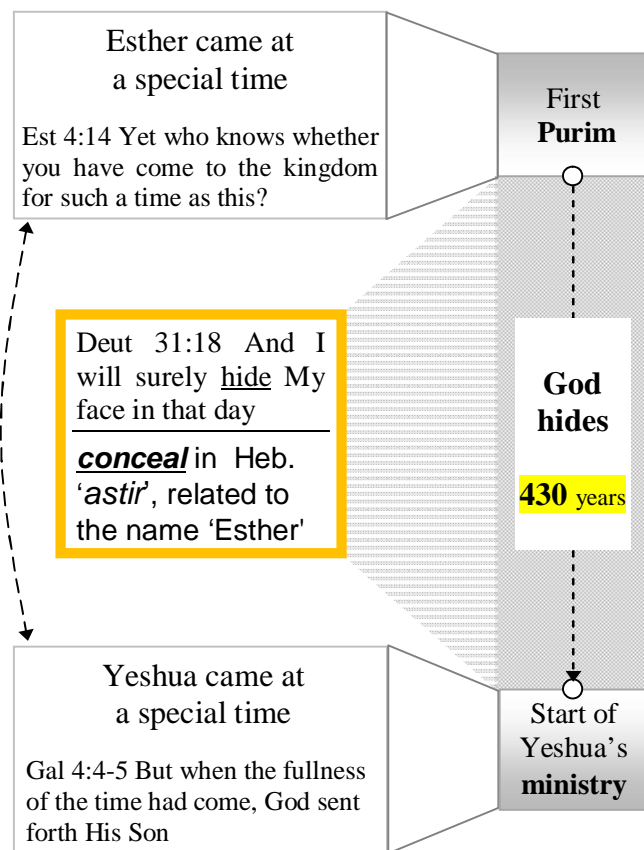 Esther came at
a special time
Est 4:14 Yet who knows whether
you have come to the kingdom
for such a time as this?
First
Purim
Deut 31:18 And I
will surely hide My
face in that day
conceal in Heb.
‘astir’, related to
the name ‘Esther'
God
hides
430 years
Yeshua came at
a special time
Gal 4:4-5 But when the fullness
of the time had come, God sent
forth His Son
Start of
Yeshua’s
ministry